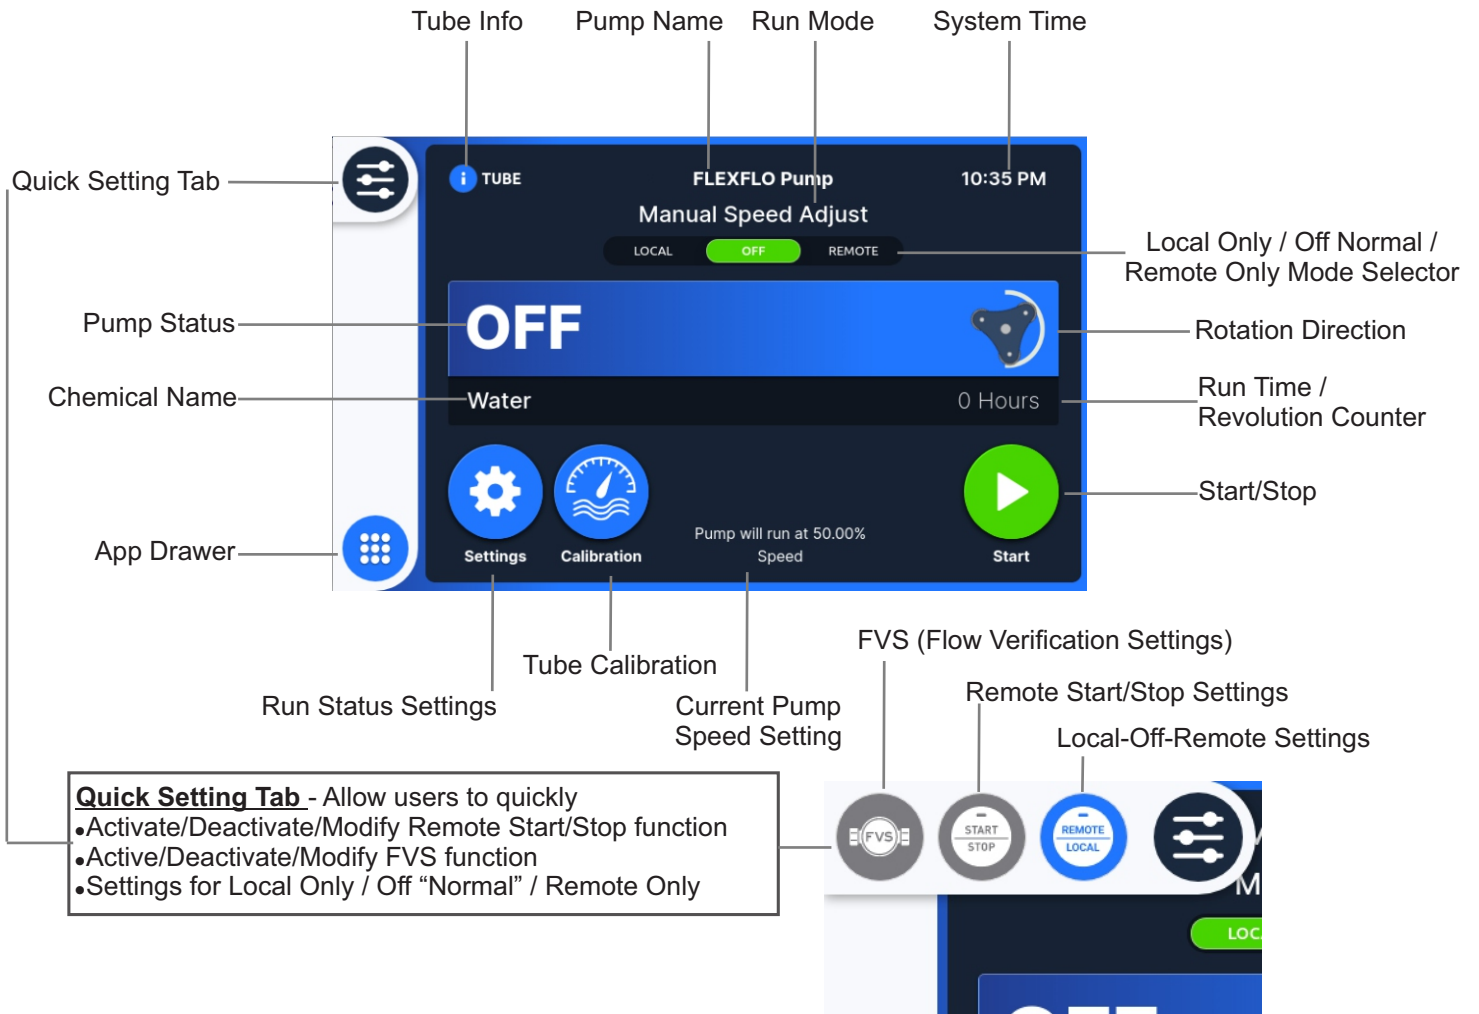 Tube Info
Pump Name
Run Mode
System Time
Quick Setting Tab
i TUBE
FLEXFLO Pump
10:35 PM
Manual Speed Adjust
LOCAL
OFF
REMOTE
Local Only / Off Normal /
Remote Only Mode Selector
Pump Status
OFF
Rotation Direction
Chemical Name
Water
0 Hours
Run Time /
Revolution Counter
Start/Stop
App Drawer
Settings
Calibration
Pump will run at 50.00%
Speed
Start
FVS (Flow Verification Settings)
Tube Calibration
Remote Start/Stop Settings
Run Status Settings
Current Pump
Speed Setting
Local-Off-Remote Settings
Quick Setting Tab - Allow users to quickly
•Activate/Deactivate/Modify Remote Start/Stop function
•Active/Deactivate/Modify FVS function
•Settings for Local Only / Off “Normal” / Remote Only
FVS
START
STOP
REMOTE
LOCAL
M
LOC
OFF